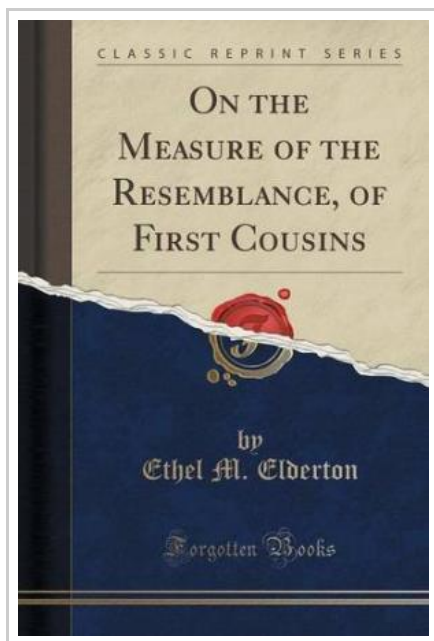 CLASSIC REPRINT SERIES
ON THE
MEASURE OF THE
RESEMBLANCE, OF
FIRST COUSINS
F
by
Ethel M. Elderton
Forgotten Books